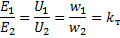 E₁/E₂ = U₁/U₂ = w₁/w₂ = kт